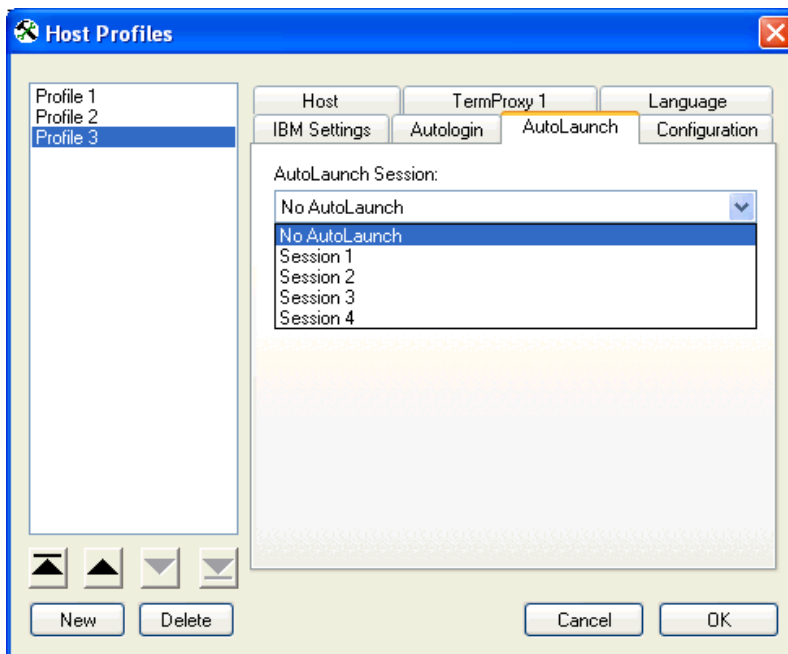 Host Profiles
Profile 1
Profile 2
Profile 3
Host TermProxy 1 Language
IBM Settings Autologin AutoLaunch Configuration
AutoLaunch Session:
No AutoLaunch
No AutoLaunch
Session 1
Session 2
Session 3
Session 4
New Delete Cancel OK